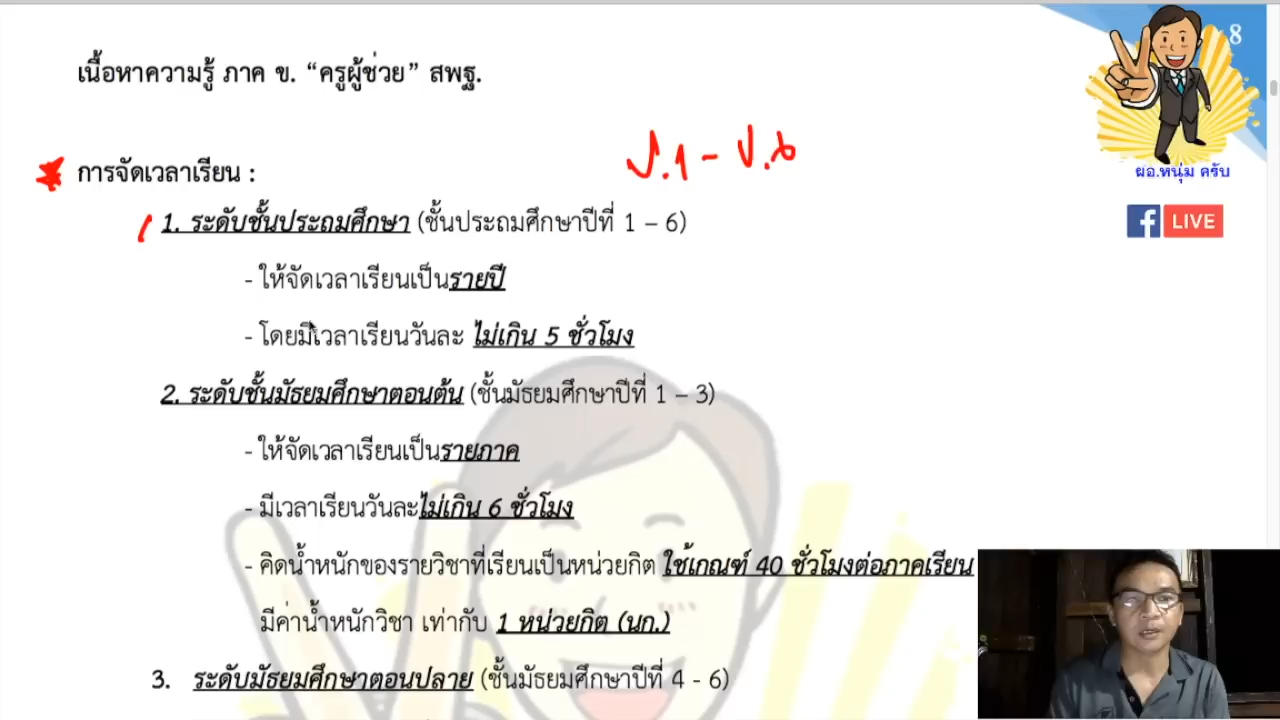 8
เนื้อหาความรู้ ภาค ข. “ครูผู้ช่วย” สพฐ.
ป.1 - ป.6
การจัดเวลาเรียน :
ผอ.หนุ่ม ครับ
f LIVE
1. ระดับชั้นประถมศึกษา (ชั้นประถมศึกษาปีที่ 1 – 6)
- ให้จัดเวลาเรียนเป็นรายปี
- โดยมีเวลาเรียนวันละ ไม่เกิน 5 ชั่วโมง
2. ระดับชั้นมัธยมศึกษาตอนต้น (ชั้นมัธยมศึกษาปีที่ 1 – 3)
- ให้จัดเวลาเรียนเป็นรายภาค
- มีเวลาเรียนวันละไม่เกิน 6 ชั่วโมง
- คิดน้ำหนักของรายวิชาที่เรียนเป็นหน่วยกิต ใช้เกณฑ์ 40 ชั่วโมงต่อภาคเรียน
มีค่าน้ำหนักวิชา เท่ากับ 1 หน่วยกิต (นก.)
3. ระดับมัธยมศึกษาตอนปลาย (ชั้นมัธยมศึกษาปีที่ 4 - 6)